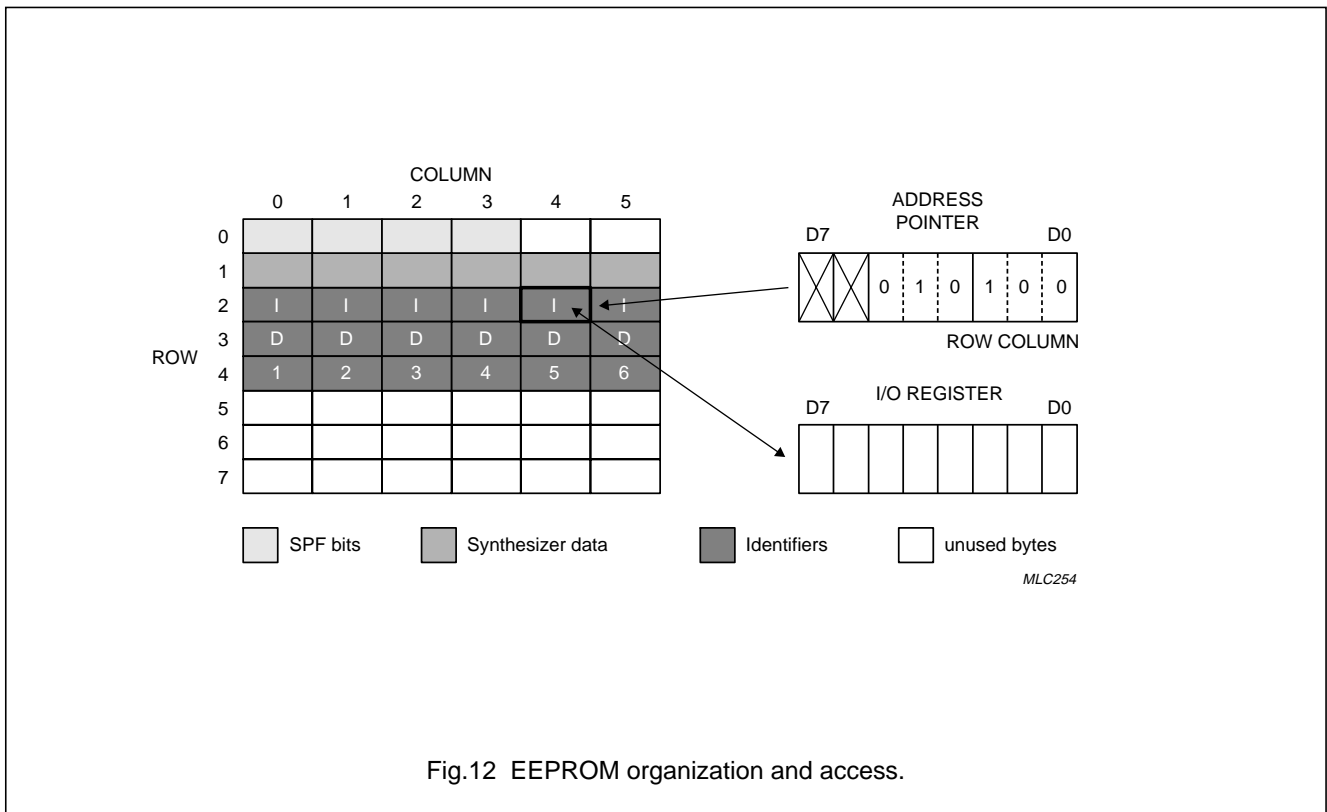 COLUMN
0 1 2 3 4 5
ROW
0
1
2 I I I I I I
3 D D D D D D
4 1 2 3 4 5 6
5
6
7
ADDRESS
POINTER
D7 D0
0 1 0 1 0 0
ROW COLUMN
I/O REGISTER
D7 D0
SPF bits Synthesizer data Identifiers unused bytes
MLC254
Fig.12 EEPROM organization and access.